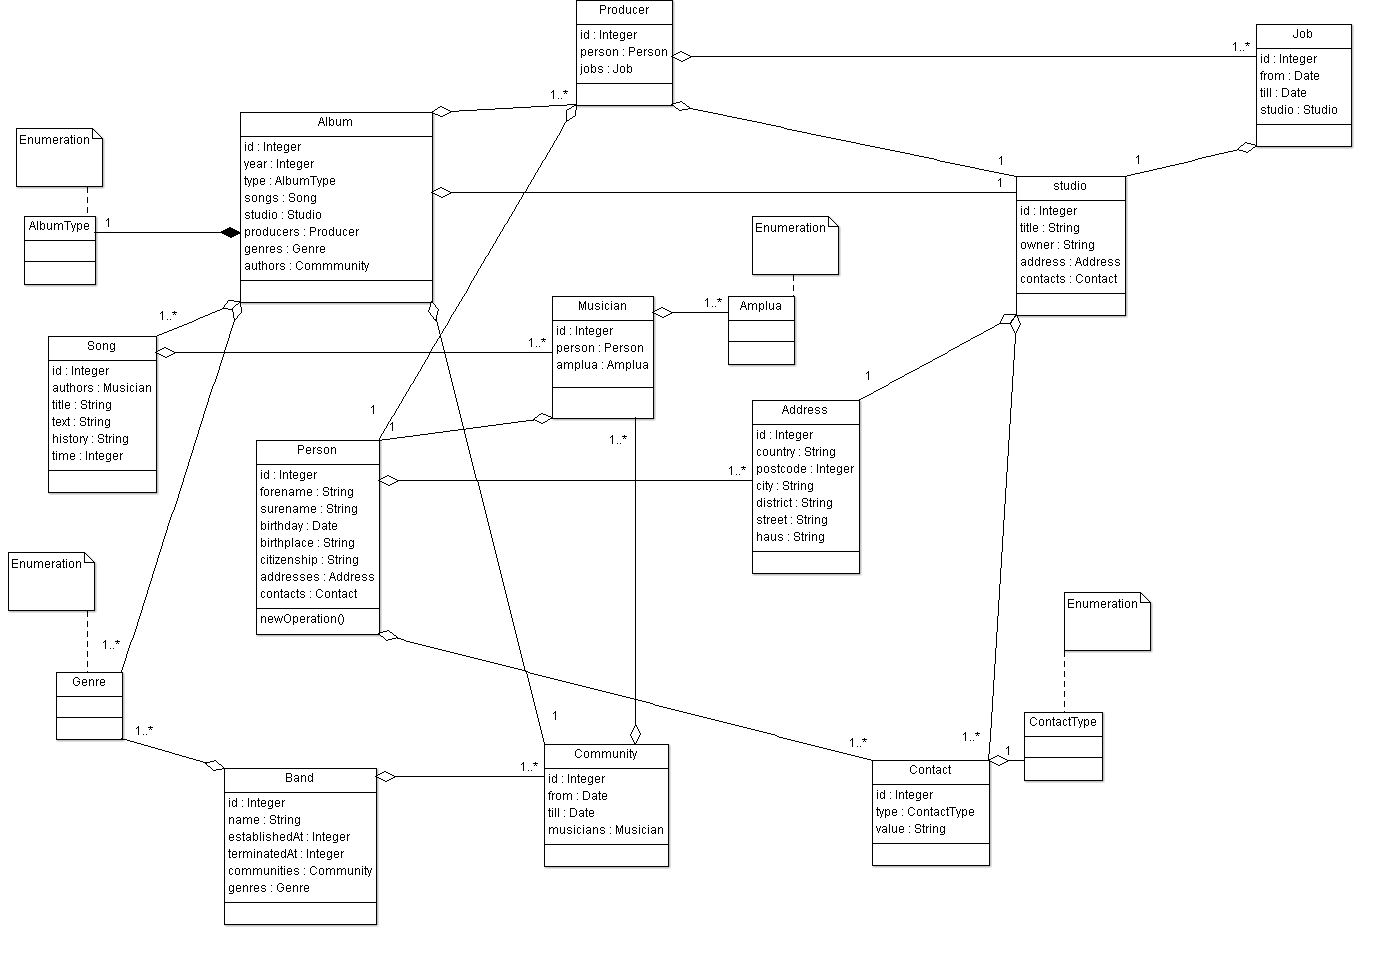 Producer
id : Integer
person : Person
jobs : Job
Job
id : Integer
from : Date
till : Date
studio : Studio
1..*
1..*
Album
id : Integer
year : Integer
type : AlbumType
songs : Song
studio : Studio
producers : Producer
genres : Genre
authors : Commmunity
Enumeration
AlbumType
1
1
1
1
studio
id : Integer
title : String
owner : String
address : Address
contacts : Contact
Enumeration
Amplua
1..*
Musician
id : Integer
person : Person
amplua : Amplua
1..*
1..*
Song
id : Integer
authors : Musician
title : String
text : String
history : String
time : Integer
1
1
1..*
1
Address
id : Integer
country : String
postcode : Integer
city : String
district : String
street : String
haus : String
1..*
Person
id : Integer
forename : String
surename : String
birthday : Date
birthplace : String
citizenship : String
addresses : Address
contacts : Contact
newOperation()
Enumeration
1..*
Genre
1..*
Enumeration
ContactType
1
1..*
1..*
Contact
id : Integer
type : ContactType
value : String
1
1..*
Community
id : Integer
from : Date
till : Date
musicians : Musician
Band
id : Integer
name : String
establishedAt : Integer
terminatedAt : Integer
communities : Community
genres : Genre